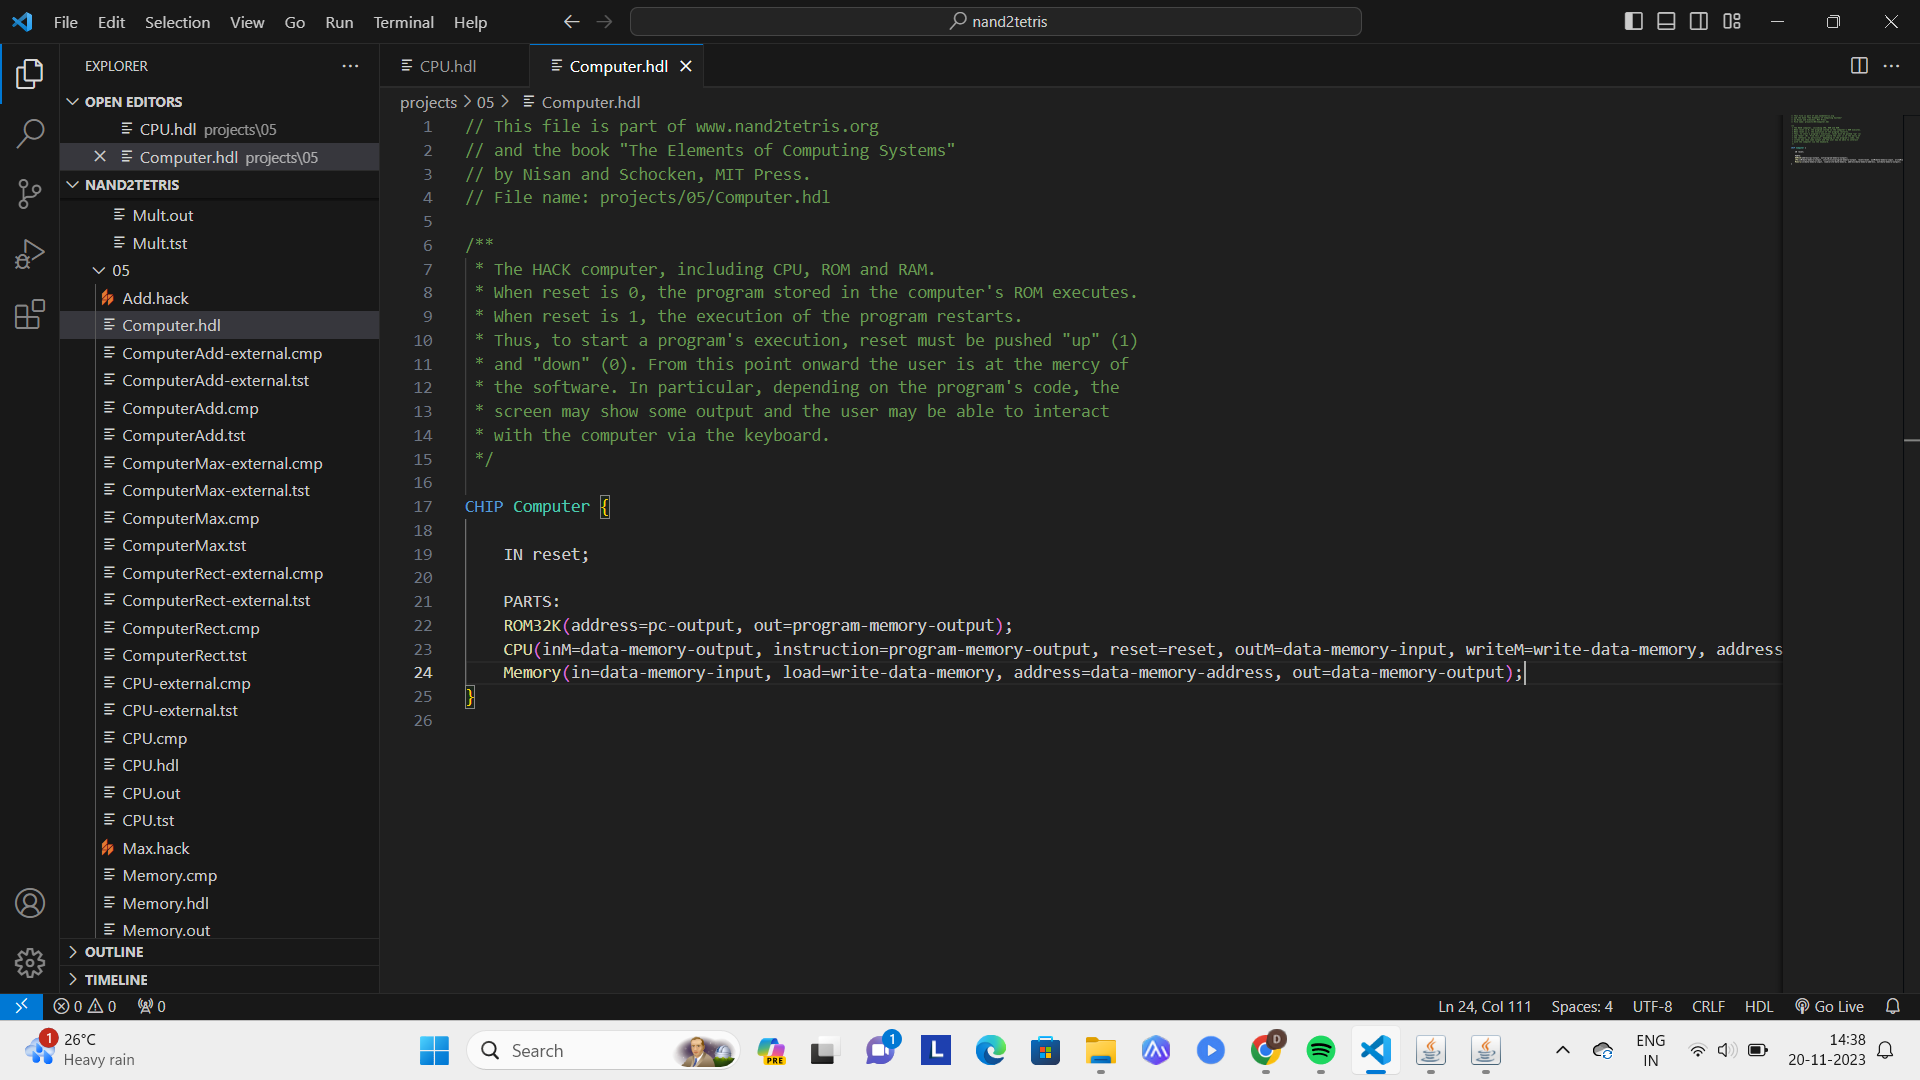 File Edit Selection View Go Run Terminal Help
nand2tetris
EXPLORER
OPEN EDITORS
CPU.hdl projects\05
Computer.hdl projects\05
NAND2TETRIS
Mult.out
Mult.tst
05
Add.hack
Computer.hdl
ComputerAdd-external.cmp
ComputerAdd-external.tst
ComputerAdd.cmp
ComputerAdd.tst
ComputerMax-external.cmp
ComputerMax-external.tst
ComputerMax.cmp
ComputerMax.tst
ComputerRect-external.cmp
ComputerRect-external.tst
ComputerRect.cmp
ComputerRect.tst
CPU-external.cmp
CPU-external.tst
CPU.cmp
CPU.hdl
CPU.out
CPU.tst
Max.hack
Memory.cmp
Memory.hdl
Memory.out
OUTLINE
TIMELINE
CPU.hdl
Computer.hdl
projects > 05 > Computer.hdl
1 // This file is part of www.nand2tetris.org
2 // and the book "The Elements of Computing Systems"
3 // by Nisan and Schocken, MIT Press.
4 // File name: projects/05/Computer.hdl
5
6 /**
7 * The HACK computer, including CPU, ROM and RAM.
8 * When reset is 0, the program stored in the computer's ROM executes.
9 * When reset is 1, the execution of the program restarts.
10 * Thus, to start a program's execution, reset must be pushed "up" (1)
11 * and "down" (0). From this point onward the user is at the mercy of
12 * the software. In particular, depending on the program's code, the
13 * screen may show some output and the user may be able to interact
14 * with the computer via the keyboard.
15 */
16
17 CHIP Computer {
18
19 IN reset;
20
21 PARTS:
22 ROM32K(address=pc-output, out=program-memory-output);
23 CPU(inM=data-memory-output, instruction=program-memory-output, reset=reset, outM=data-memory-input, writeM=write-data-memory, address
24 Memory(in=data-memory-input, load=write-data-memory, address=data-memory-address, out=data-memory-output);
25 }
26
0 0 0
Ln 24, Col 111 Spaces: 4 UTF-8 CRLF HDL Go Live
1
26°C
Heavy rain
Search
PRE
1
L
D
ENG
IN
14:38
20-11-2023